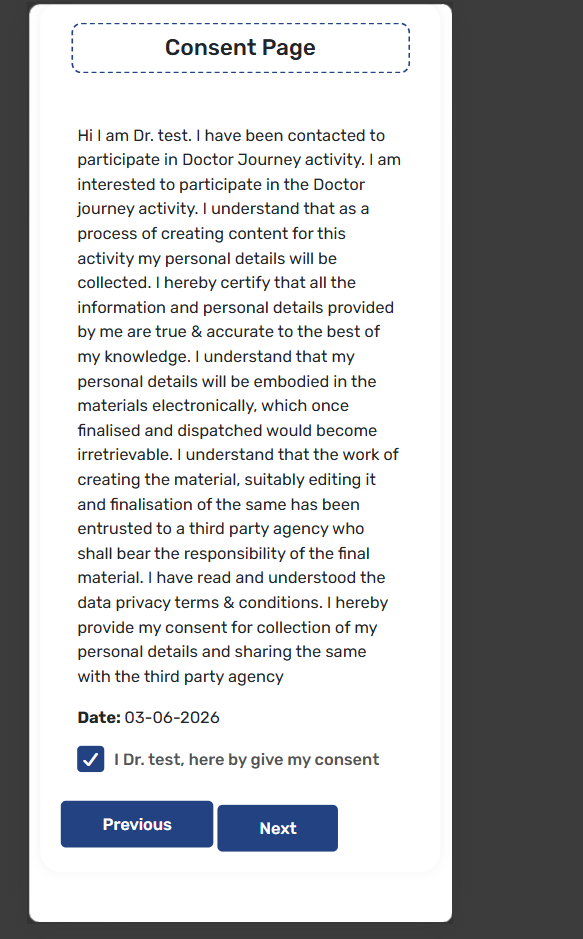 Consent Page
Hi I am Dr. test. I have been contacted to
participate in Doctor Journey activity. I am
interested to participate in the Doctor
journey activity. I understand that as a
process of creating content for this
activity my personal details will be
collected. I hereby certify that all the
information and personal details provided
by me are true & accurate to the best of
my knowledge. I understand that my
personal details will be embodied in the
materials electronically, which once
finalised and dispatched would become
irretrievable. I understand that the work of
creating the material, suitably editing it
and finalisation of the same has been
entrusted to a third party agency who
shall bear the responsibility of the final
material. I have read and understood the
data privacy terms & conditions. I hereby
provide my consent for collection of my
personal details and sharing the same
with the third party agency
Date: 03-06-2026
I Dr. test, here by give my consent
Previous
Next